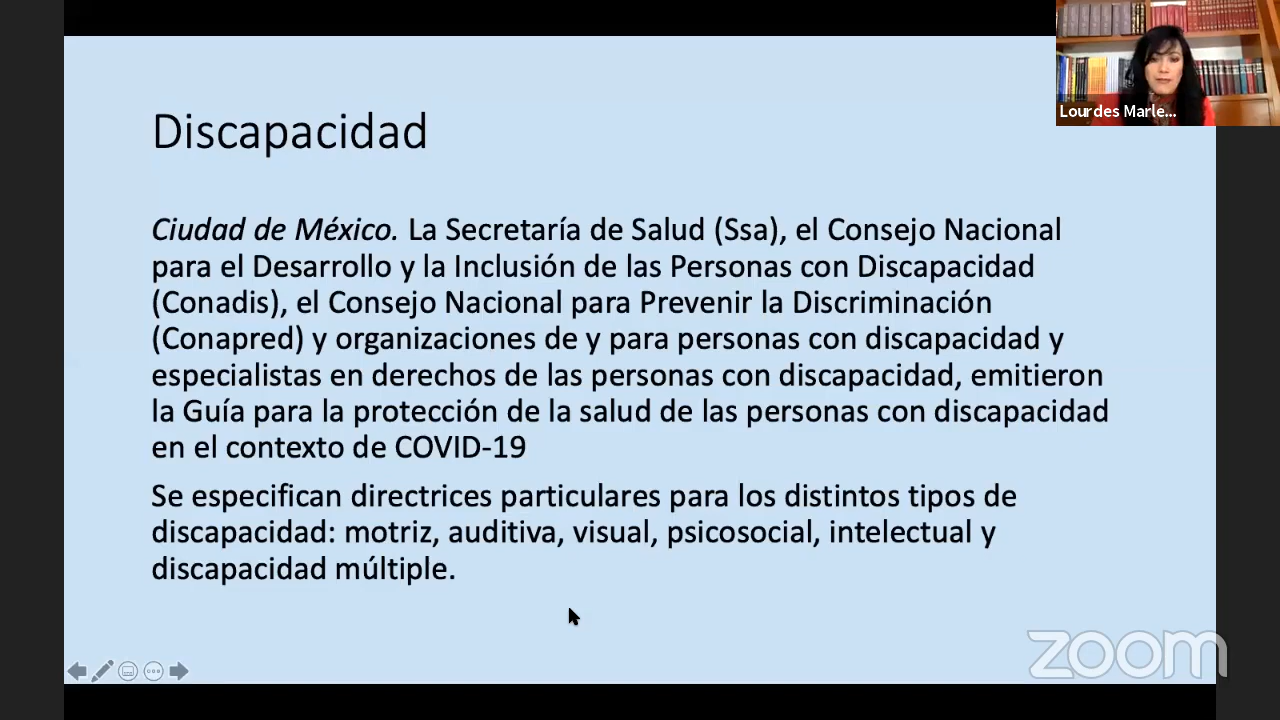 Discapacidad
Ciudad de México. La Secretaría de Salud (Ssa), el Consejo Nacional
para el Desarrollo y la Inclusión de las Personas con Discapacidad
(Conadis), el Consejo Nacional para Prevenir la Discriminación
(Conapred) y organizaciones de y para personas con discapacidad y
especialistas en derechos de las personas con discapacidad, emitieron
la Guía para la protección de la salud de las personas con discapacidad
en el contexto de COVID-19
Se especifican directrices particulares para los distintos tipos de
discapacidad: motriz, auditiva, visual, psicosocial, intelectual y
discapacidad múltiple.
Lourdes Marle...
zoom